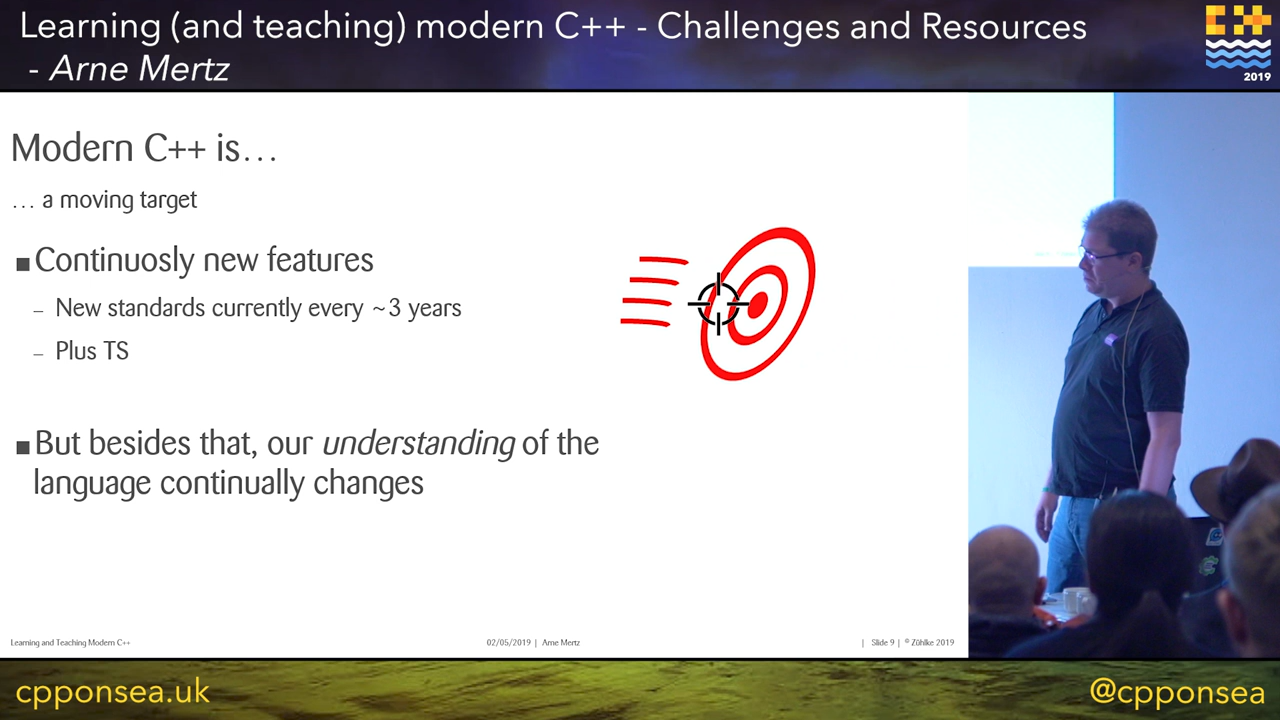 Learning (and teaching) modern C++ - Challenges and Resources
- Arne Mertz
2019
Modern C++ is…
… a moving target
■ Continuosly new features
– New standards currently every ~3 years
– Plus TS
■ But besides that, our understanding of the
language continually changes
Learning and Teaching Modern C++
02/05/2019 | Arne Mertz
| Slide 9 | © Zühlke 2019
cpponsea.uk
@cpponsea